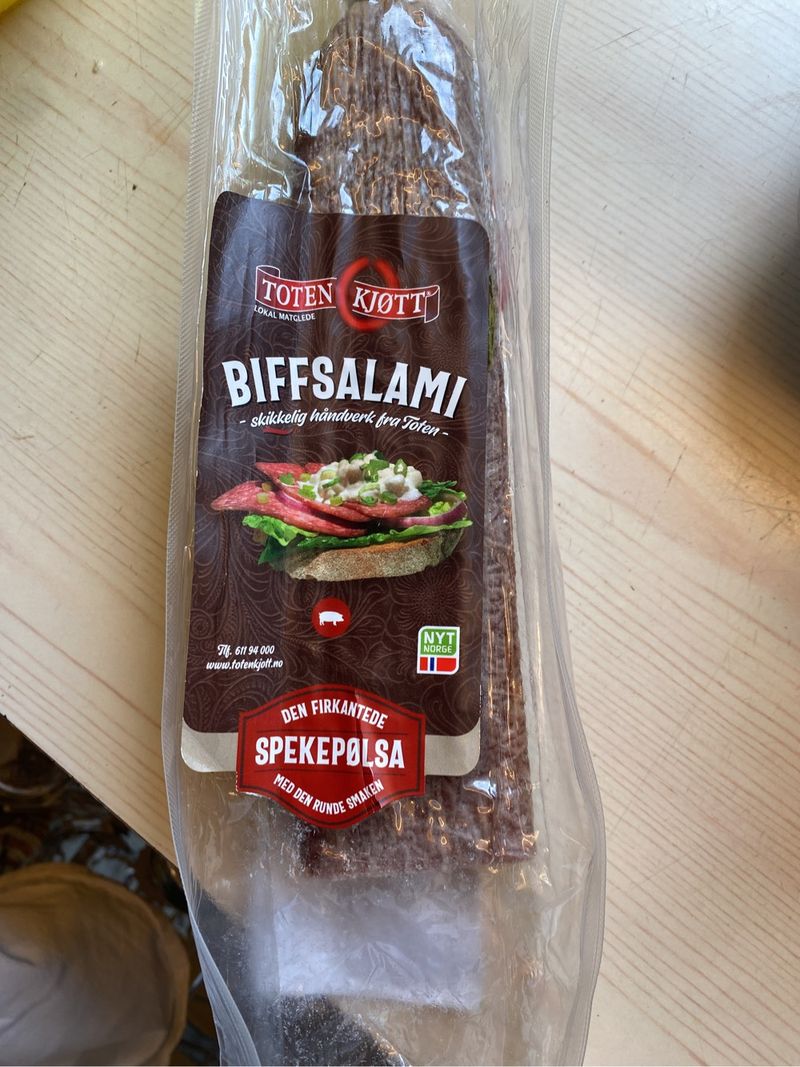 TOTEN KJØTT®
LOKAL MATGLEDE
BIFFSALAMI
- skikkelig håndverk fra Toten -
Tlf. 611 94 000
www.totenkjott.no
NYT
NORGE
DEN FIRKANTEDE
SPEKEPØLSA
MED DEN RUNDE SMAKEN